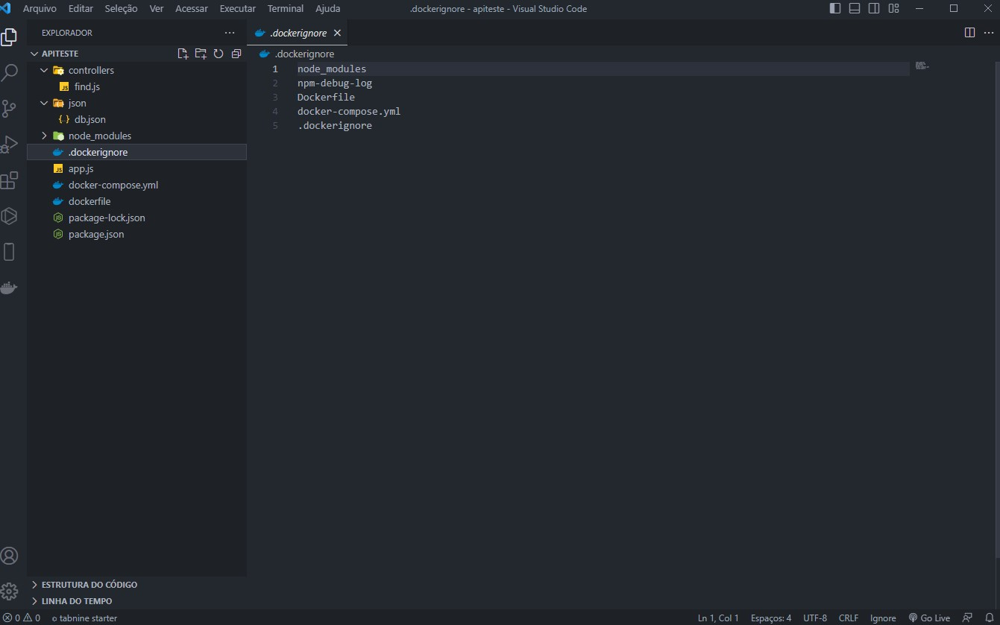 Arquivo Editar Seleção Ver Acessar Executar Terminal Ajuda .dockerignore - apiteste - Visual Studio Code
EXPLORADOR
.dockerignore
APITESTE
.dockerignore
controllers
JS find.js
json
{..} db.json
node_modules
.dockerignore
JS app.js
docker-compose.yml
dockerfile
package-lock.json
package.json
1 node_modules
2 npm-debug-log
3 Dockerfile
4 docker-compose.yml
5 .dockerignore
ESTRUTURA DO CÓDIGO
LINHA DO TEMPO
0 0 tabnine starter Ln 1, Col 1 Espaços: 4 UTF-8 CRLF Ignore Go Live